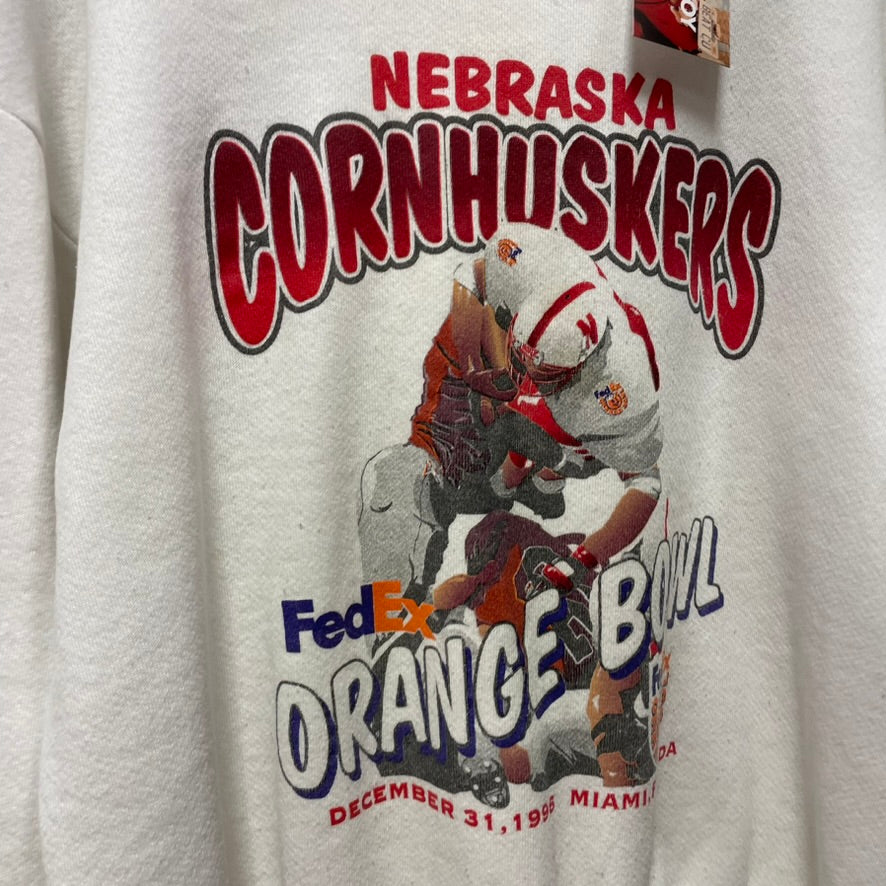 NEBRASKA
CORNHUSKERS
FedEx
ORANGE BOWL
DECEMBER 31, 1996 MIAMI,